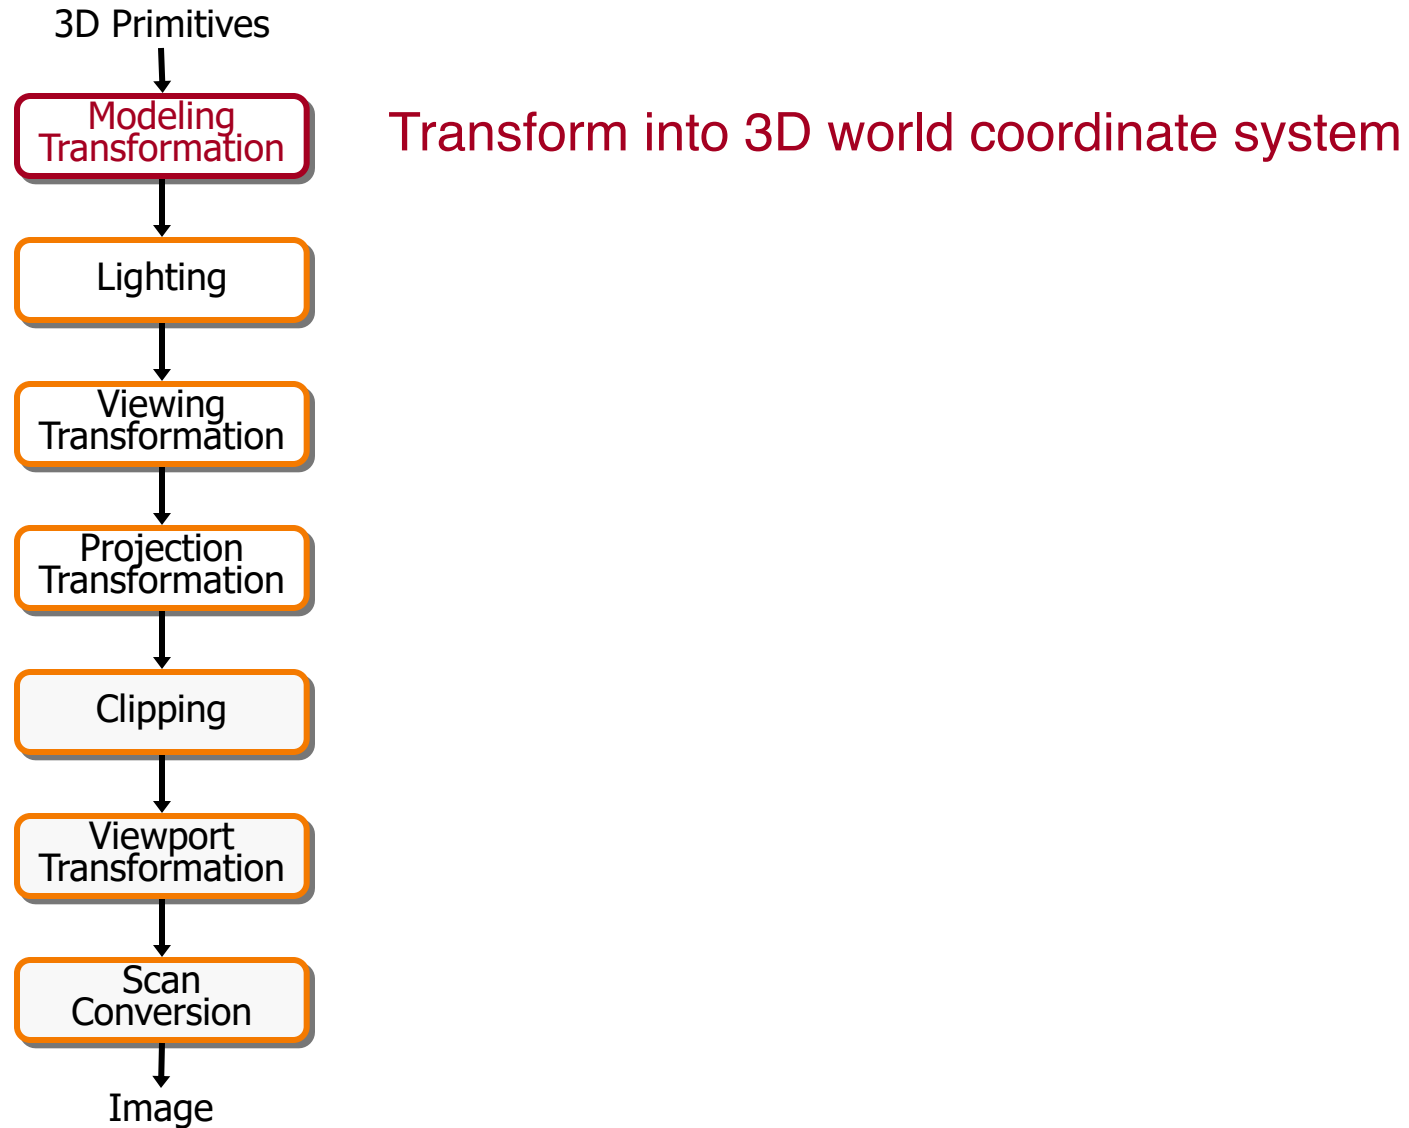 3D Primitives
Modeling
Transformation
Transform into 3D world coordinate system
Lighting
Viewing
Transformation
Projection
Transformation
Clipping
Viewport
Transformation
Scan
Conversion
Image